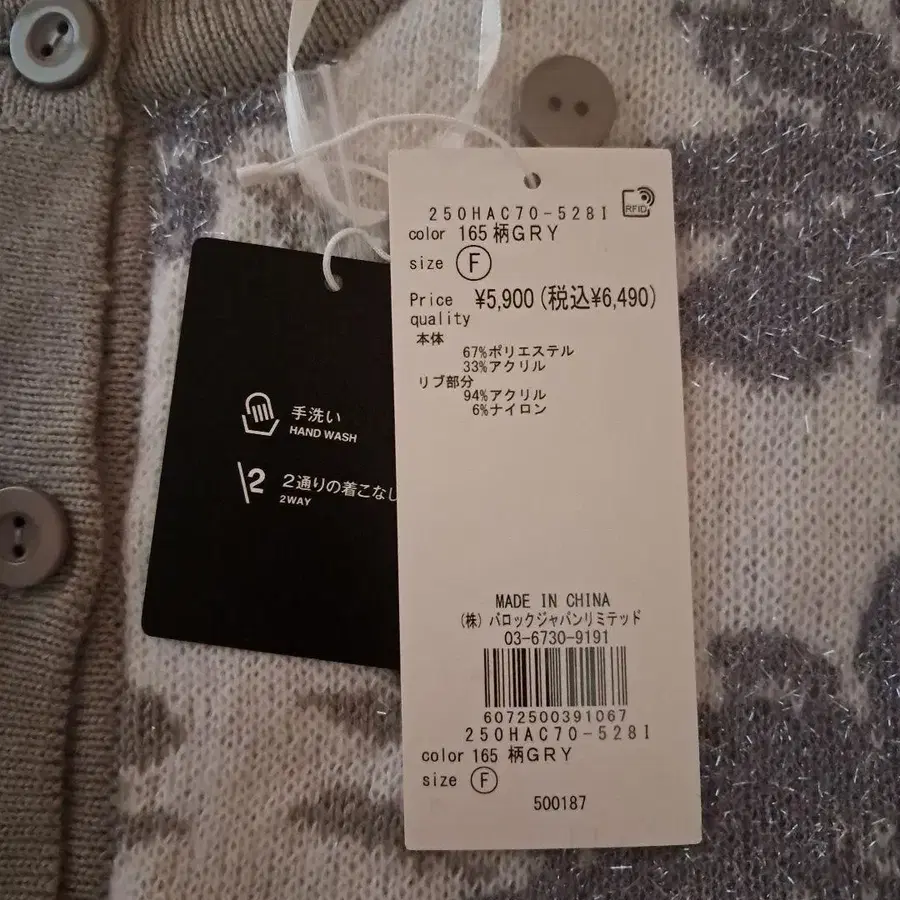 RFID
250HAC70-528I
color 165 柄GRY
size F
Price ¥5,900 (税込¥6,490)
quality
本体
67%ポリエステル
33%アクリル
リブ部分
94%アクリル
6%ナイロン
手洗い
HAND WASH
\2 2通りの着こなし
2WAY
MADE IN CHINA
(株) バロックジャパンリミテッド
03-6730-9191
6072500391067
250HAC70-528I
color 165 柄GRY
size F
500187